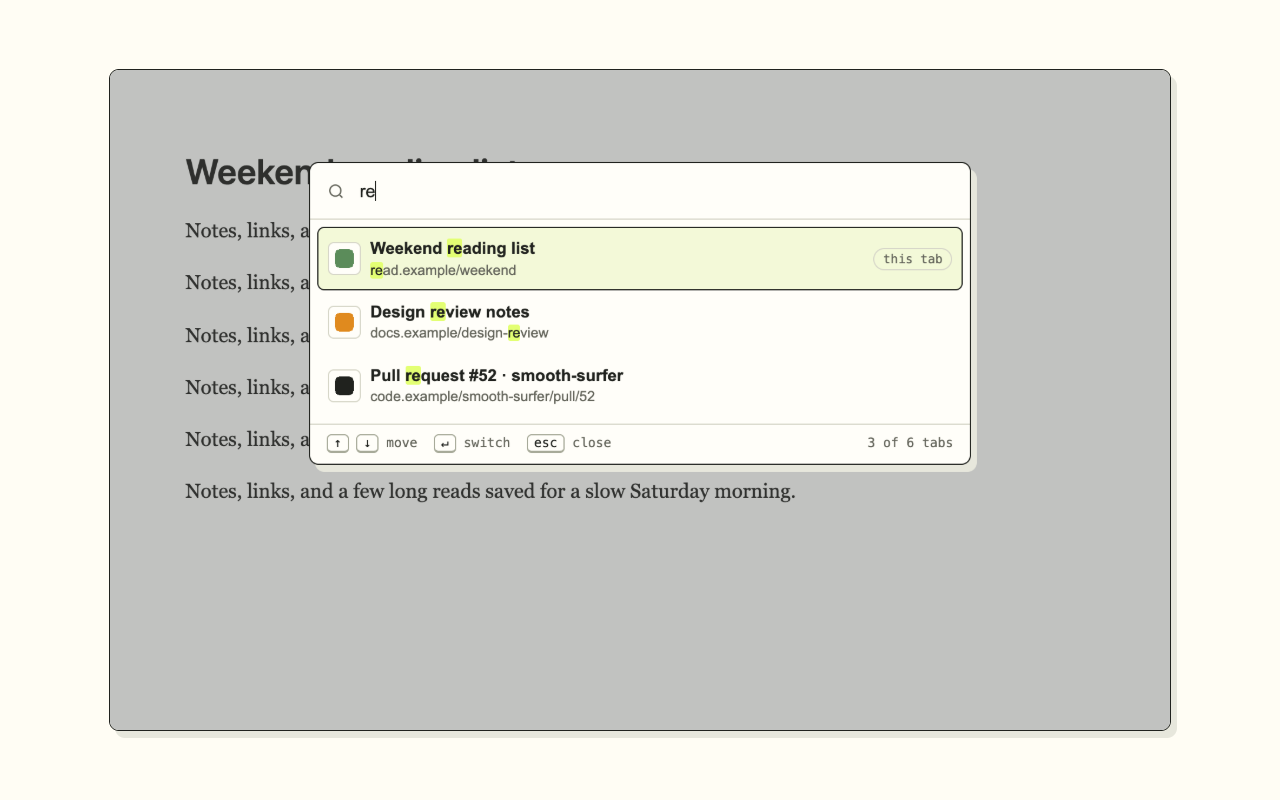 Weeken
re
Notes, links, a
Weekend reading list
read.example/weekend
this tab
Notes, links, a
Design review notes
docs.example/design-review
Notes, links, a
Pull request #52 · smooth-surfer
code.example/smooth-surfer/pull/52
Notes, links, a
Notes, links, a
↑ ↓ move ↵ switch esc close 3 of 6 tabs
Notes, links, and a few long reads saved for a slow Saturday morning.